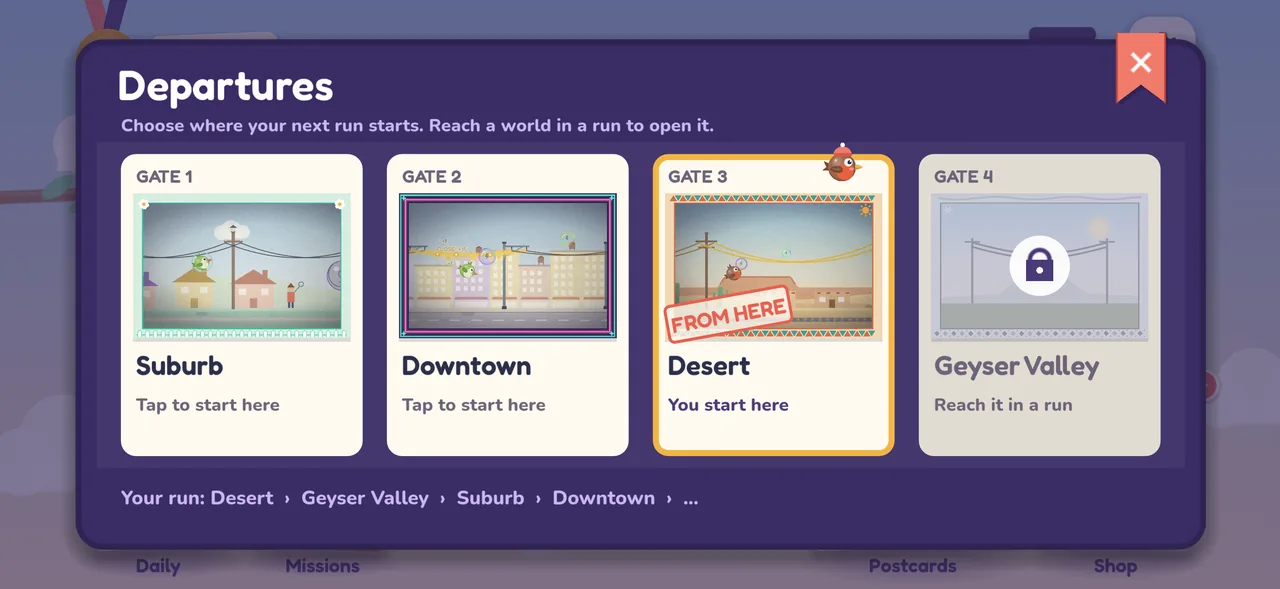 Departures
Choose where your next run starts. Reach a world in a run to open it.
GATE 1
Suburb
Tap to start here
GATE 2
Downtown
Tap to start here
GATE 3
FROM HERE
Desert
You start here
GATE 4
Geyser Valley
Reach it in a run
Your run: Desert › Geyser Valley › Suburb › Downtown › ...
Daily
Missions
Postcards
Shop